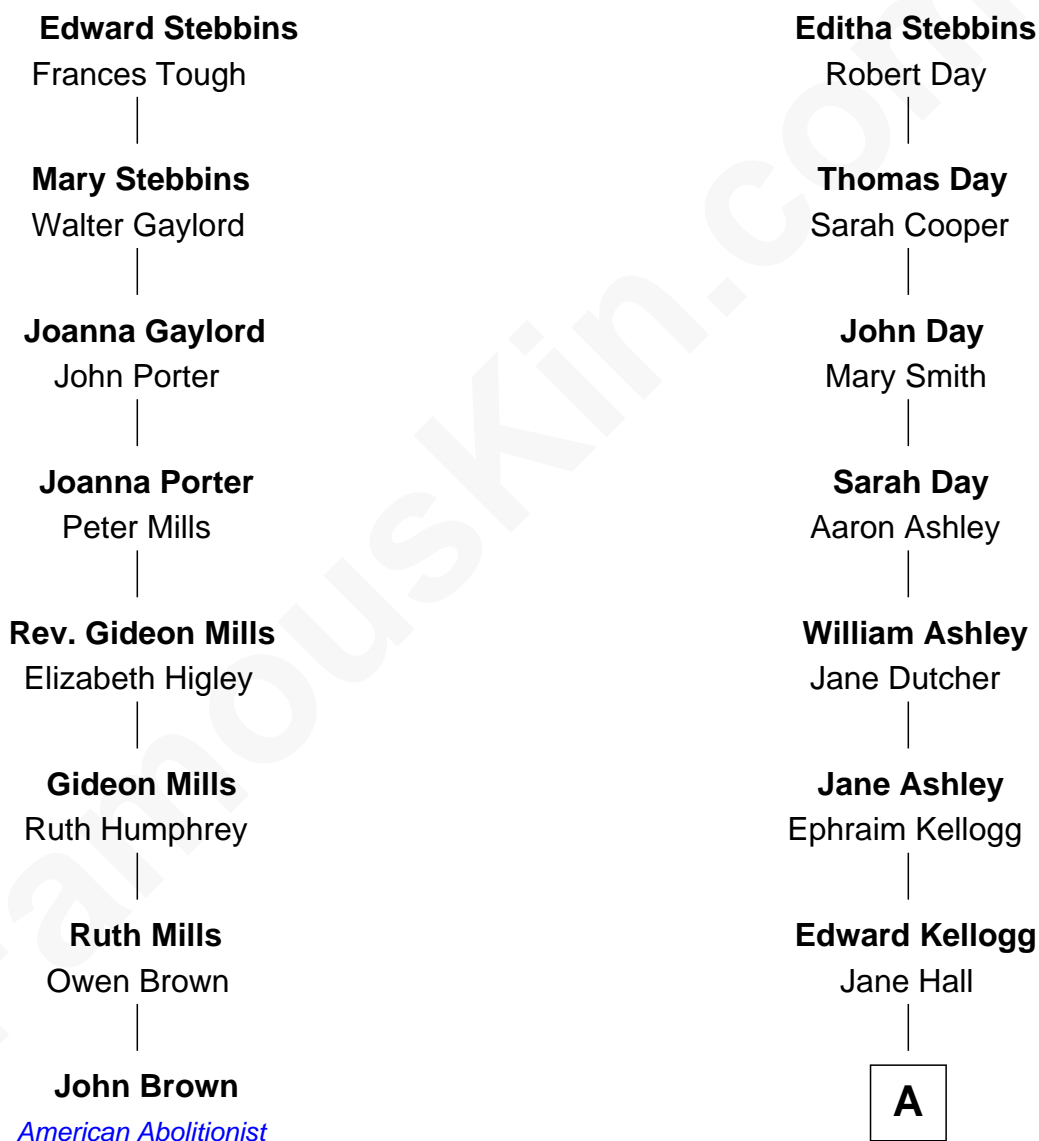 Edward Stebbins
Frances Tough
Mary Stebbins
Walter Gaylord
Joanna Gaylord
John Porter
Joanna Porter
Peter Mills
Rev. Gideon Mills
Elizabeth Higley
Gideon Mills
Ruth Humphrey
Ruth Mills
Owen Brown
John Brown
American Abolitionist
Editha Stebbins
Robert Day
Thomas Day
Sarah Cooper
John Day
Mary Smith
Sarah Day
Aaron Ashley
William Ashley
Jane Dutcher
Jane Ashley
Ephraim Kellogg
Edward Kellogg
Jane Hall
A
FamousKin.com